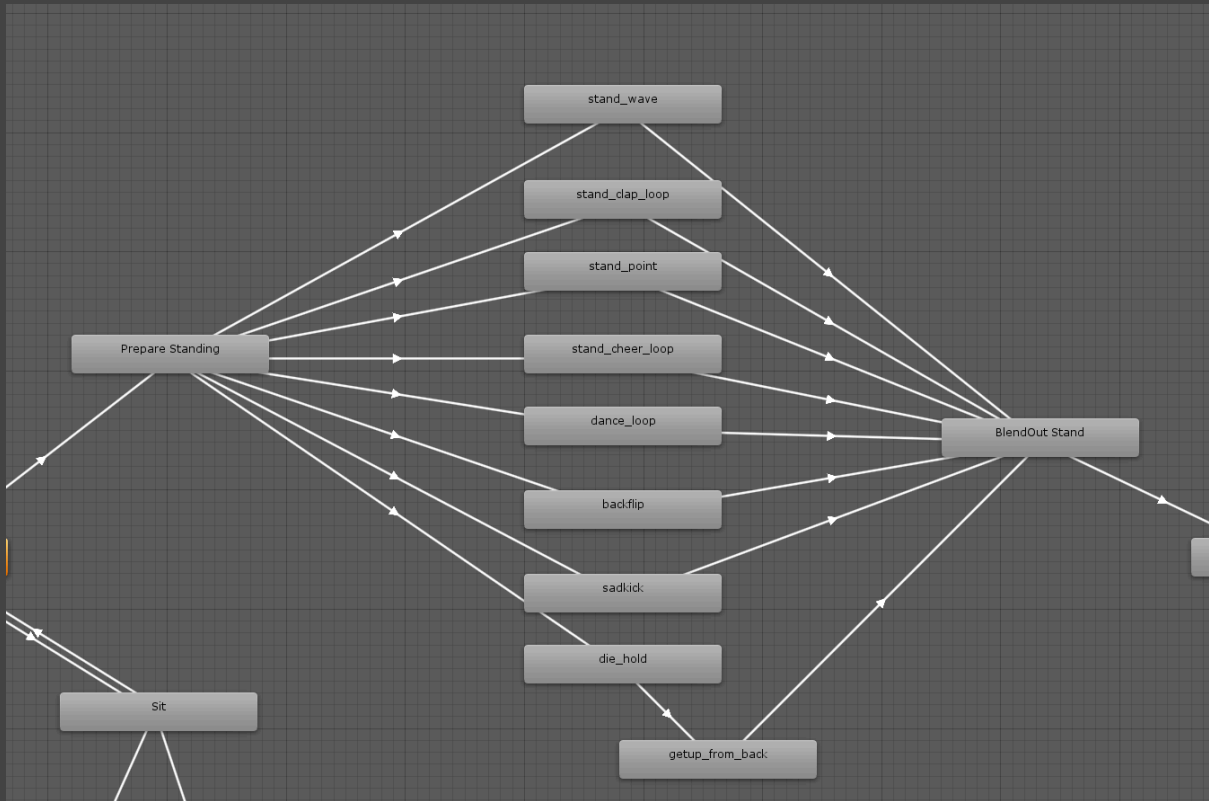 stand_wave
stand_clap_loop
stand_point
Prepare Standing
stand_cheer_loop
dance_loop
BlendOut Stand
backflip
sadkick
die_hold
Sit
getup_from_back